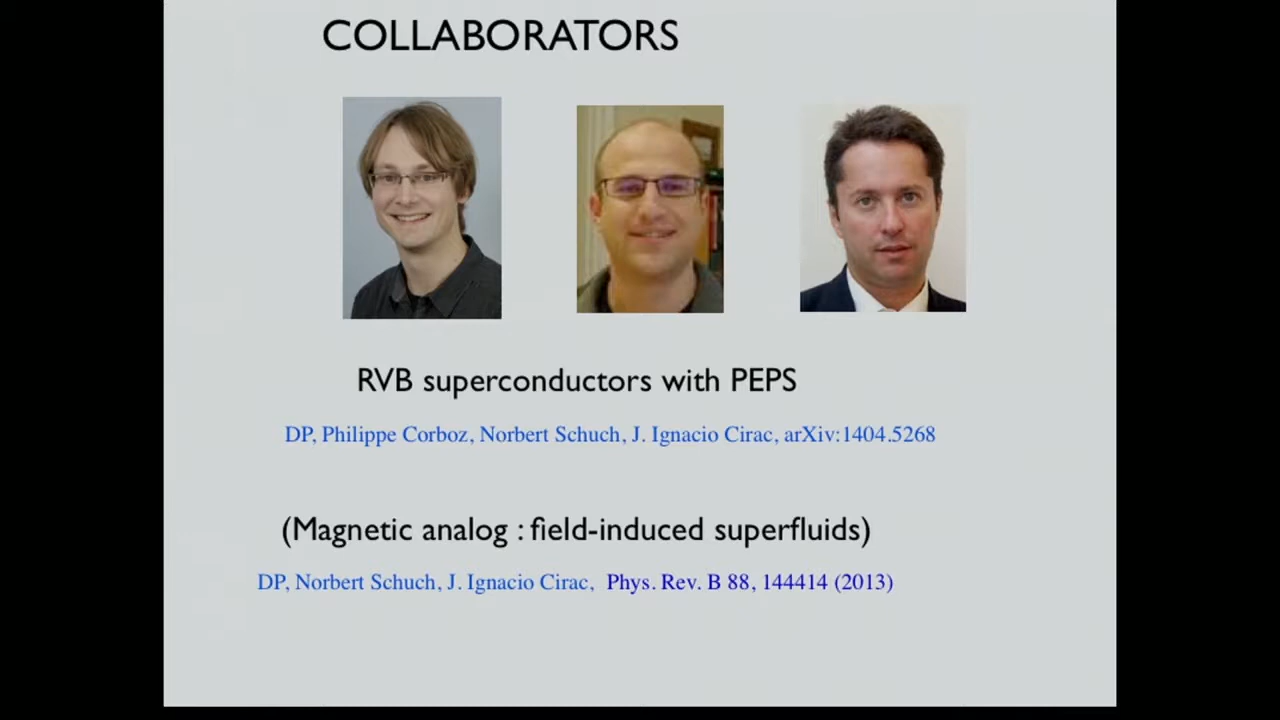 COLLABORATORS
RVB superconductors with PEPS
DP, Philippe Corboz, Norbert Schuch, J. Ignacio Cirac, arXiv:1404.5268
(Magnetic analog : field-induced superfluids)
DP, Norbert Schuch, J. Ignacio Cirac, Phys. Rev. B 88, 144414 (2013)